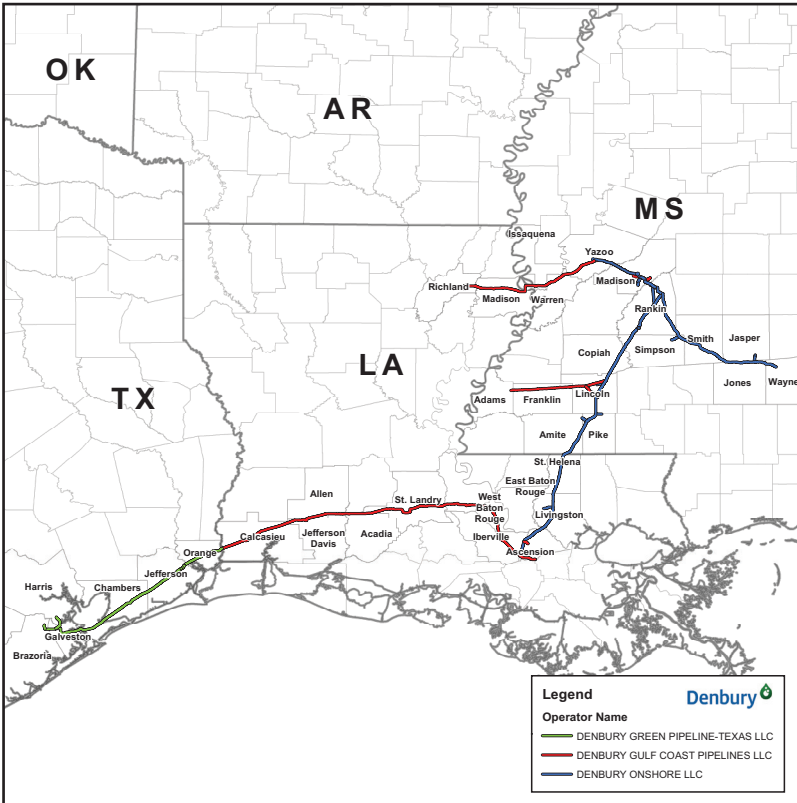 OK
AR
MS
Issaquena
Yazoo
Richland
Madison
Warren
Madison
Rankin
LA
Copiah
Simpson
Smith
Jasper
TX
Adams
Franklin
Lincoln
Jones
Wayne
Amite
Pike
St. Helena
Allen
St. Landry
West
Baton
Rouge
East Baton
Rouge
Livingston
Calcasieu
Jefferson
Davis
Acadia
Iberville
Ascension
Orange
Jefferson
Harris
Chambers
Galveston
Brazoria
Legend
Denbury
Operator Name
DENBURY GREEN PIPELINE-TEXAS LLC
DENBURY GULF COAST PIPELINES LLC
DENBURY ONSHORE LLC